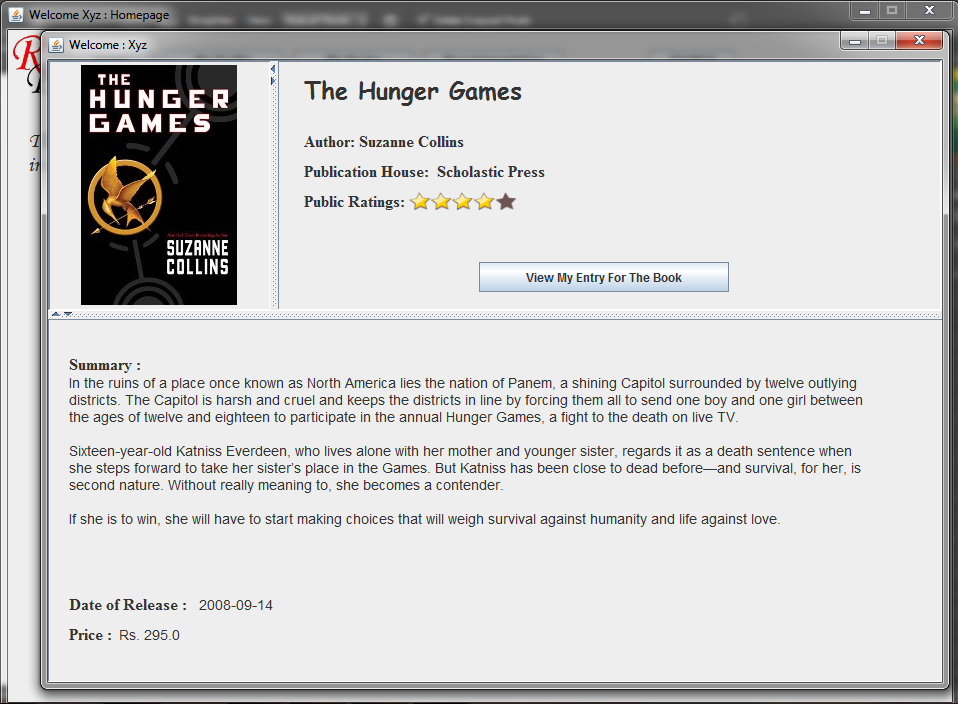 Welcome Xyz : Homepage
Welcome : Xyz
THE
HUNGER
GAMES
SUZANNE
COLLINS
The Hunger Games
Author: Suzanne Collins
Publication House: Scholastic Press
Public Ratings:
View My Entry For The Book
Summary :
In the ruins of a place once known as North America lies the nation of Panem, a shining Capitol surrounded by twelve outlying
districts. The Capitol is harsh and cruel and keeps the districts in line by forcing them all to send one boy and one girl between
the ages of twelve and eighteen to participate in the annual Hunger Games, a fight to the death on live TV.
Sixteen-year-old Katniss Everdeen, who lives alone with her mother and younger sister, regards it as a death sentence when
she steps forward to take her sister's place in the Games. But Katniss has been close to dead before—and survival, for her, is
second nature. Without really meaning to, she becomes a contender.
If she is to win, she will have to start making choices that will weigh survival against humanity and life against love.
Date of Release : 2008-09-14
Price : Rs. 295.0